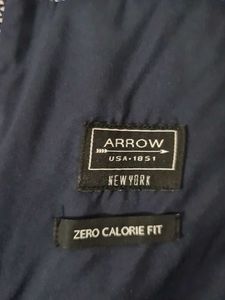 ARROW
USA·1851
NEW YORK
ZERO CALORIE FIT